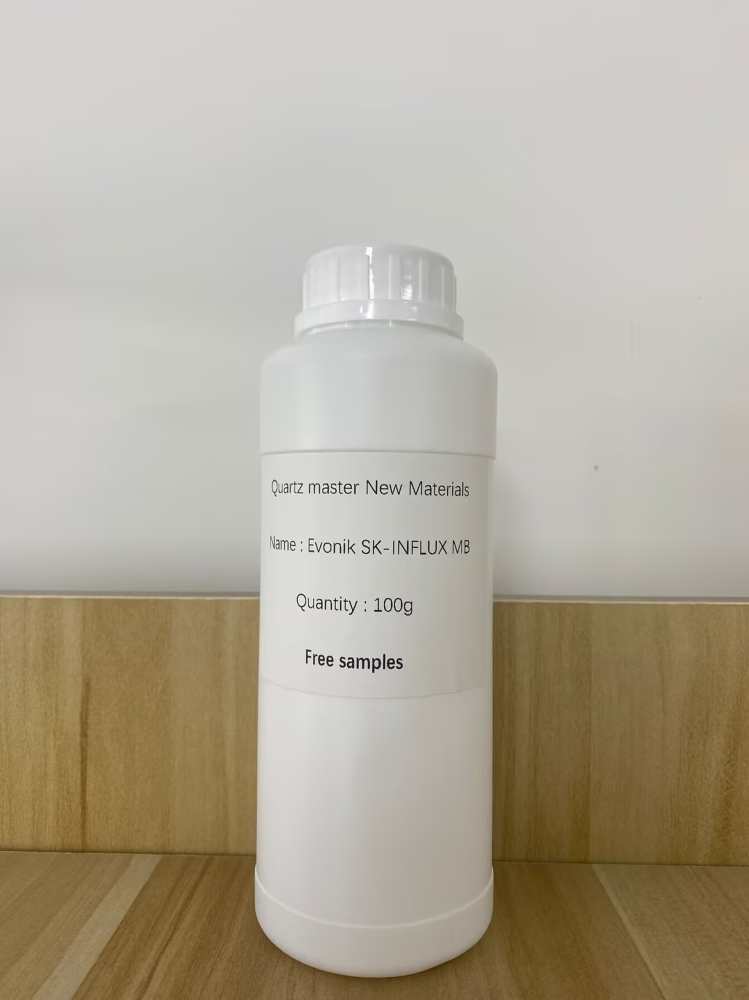 Quartz master New Materials
Name : Evonik SK-INFLUX MB
Quantity : 100g
Free samples